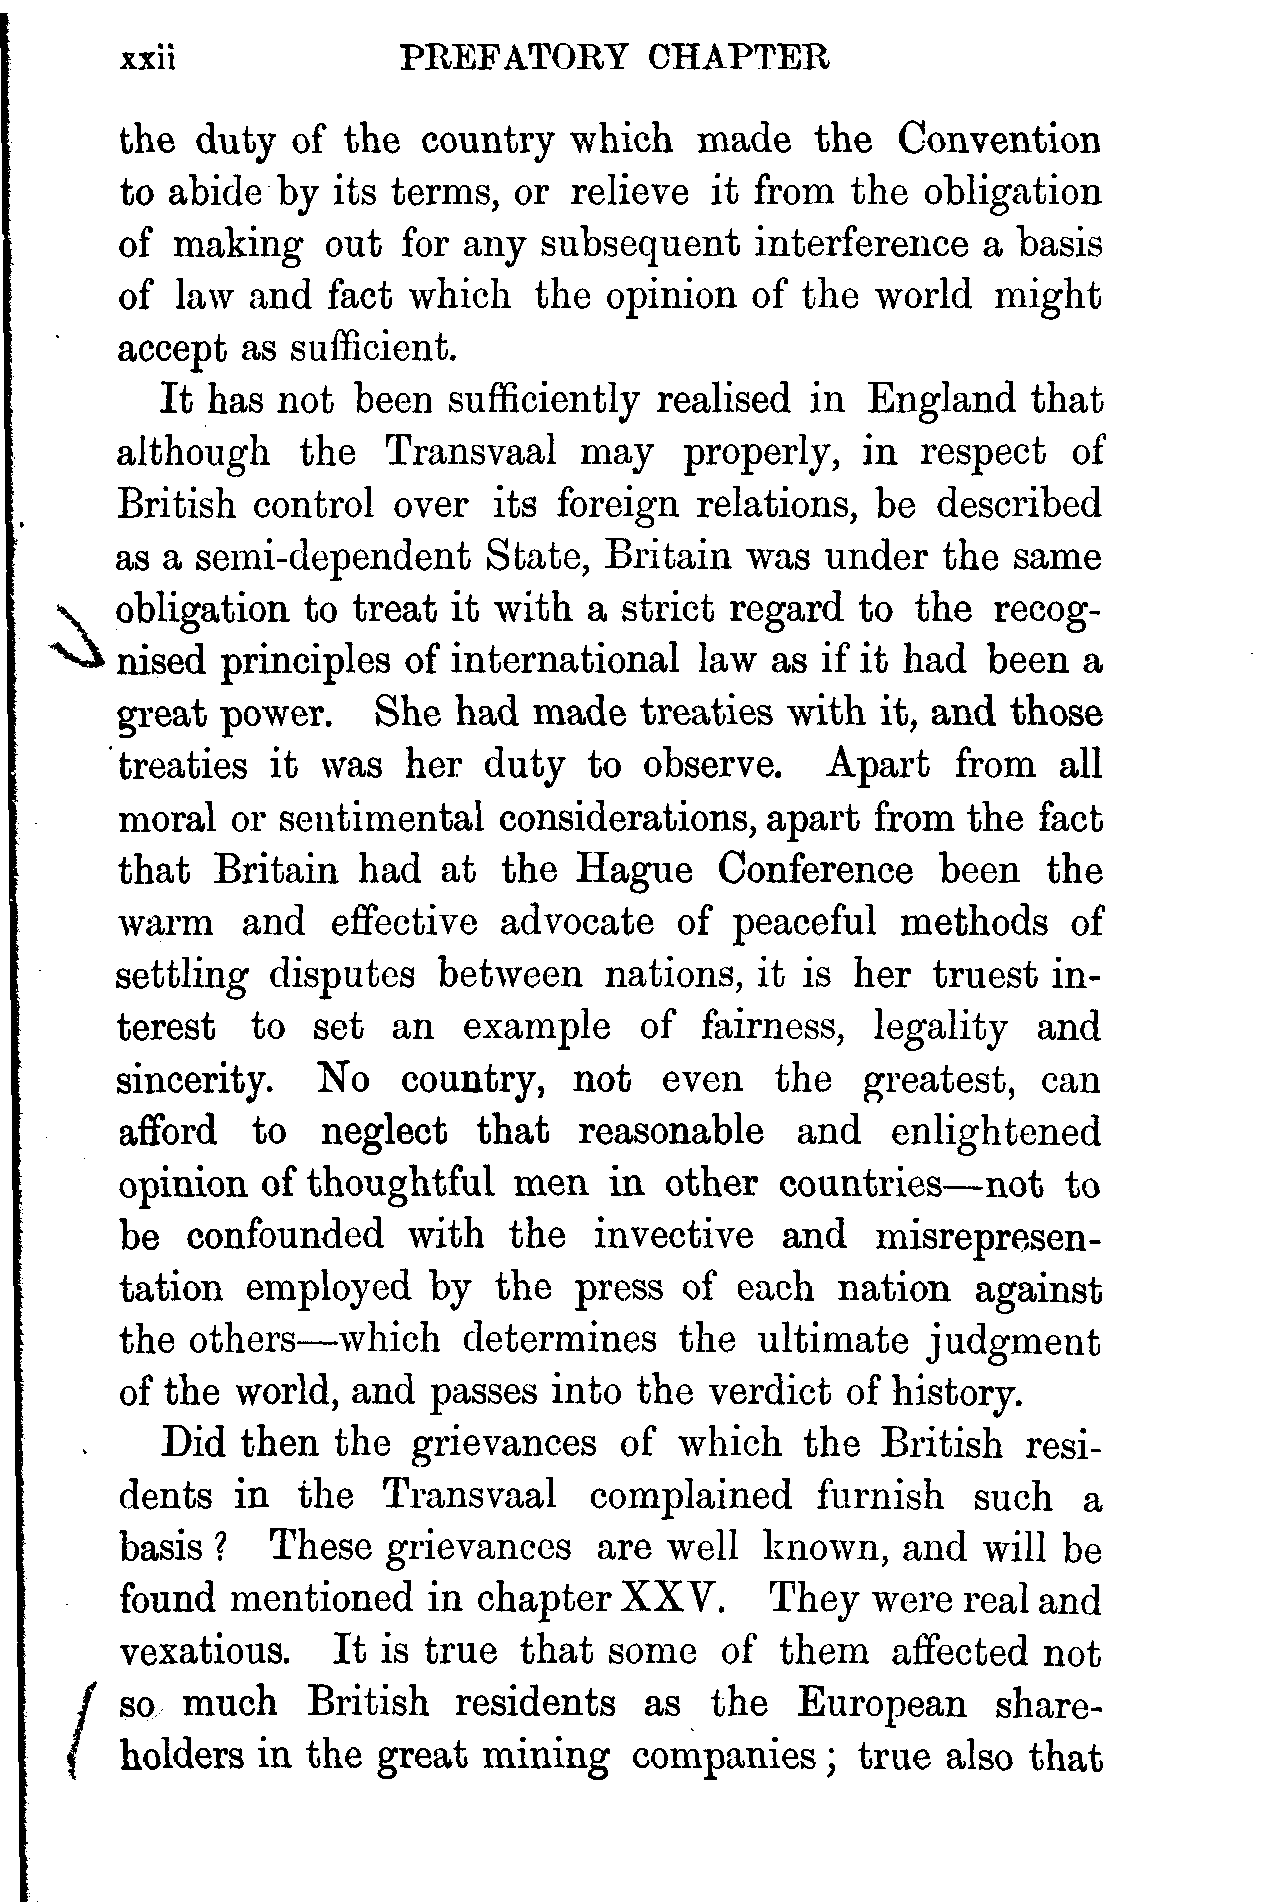 xxii PREFATORY CHAPTER
the duty of the country which made the Convention
to abide by its terms, or relieve it from the obligation
of making out for any subsequent interference a basis
of law and fact which the opinion of the world might
accept as sufficient.
It has not been sufficiently realised in England that
although the Transvaal may properly, in respect of
British control over its foreign relations, be described
as a semi-dependent State, Britain was under the same
obligation to treat it with a strict regard to the recog-
nised principles of international law as if it had been a
great power. She had made treaties with it, and those
treaties it was her duty to observe. Apart from all
moral or sentimental considerations, apart from the fact
that Britain had at the Hague Conference been the
warm and effective advocate of peaceful methods of
settling disputes between nations, it is her truest in-
terest to set an example of fairness, legality and
sincerity. No country, not even the greatest, can
afford to neglect that reasonable and enlightened
opinion of thoughtful men in other countries—not to
be confounded with the invective and misrepresen-
tation employed by the press of each nation against
the others—which determines the ultimate judgment
of the world, and passes into the verdict of history.
Did then the grievances of which the British resi-
dents in the Transvaal complained furnish such a
basis? These grievances are well known, and will be
found mentioned in chapter XXV. They were real and
vexatious. It is true that some of them affected not
so much British residents as the European share-
holders in the great mining companies; true also that